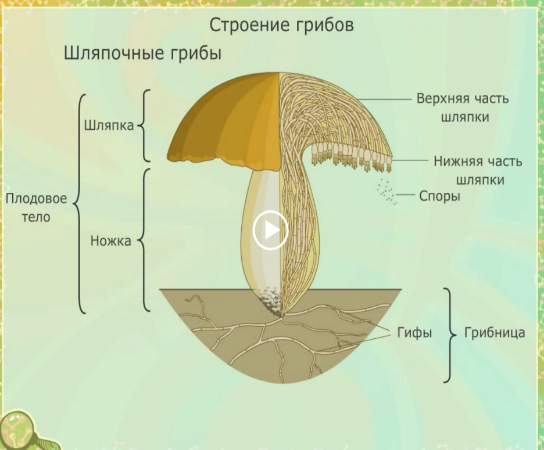 Строение грибов
Шляпочные грибы
Верхняя часть
шляпки
Шляпка
Нижняя часть
шляпки
Споры
Плодовое
тело
Ножка
Гифы
Грибница